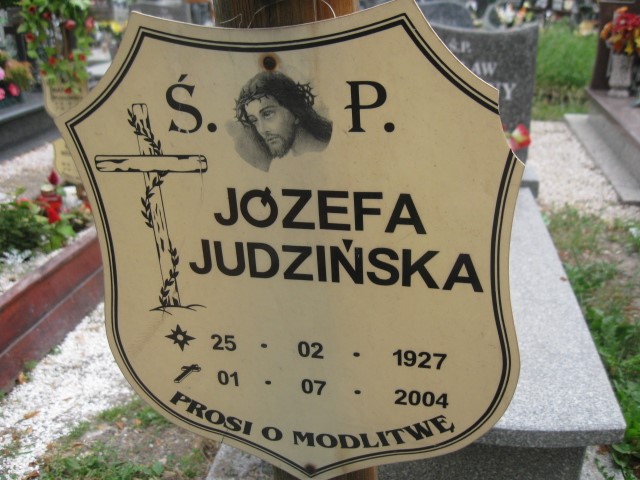 Ś. P.
JÓZEFA
JUDZIŃSKA
25 - 02 - 1927
01 - 07 - 2004
PROSI O MODLITWĘ
Ś.P.